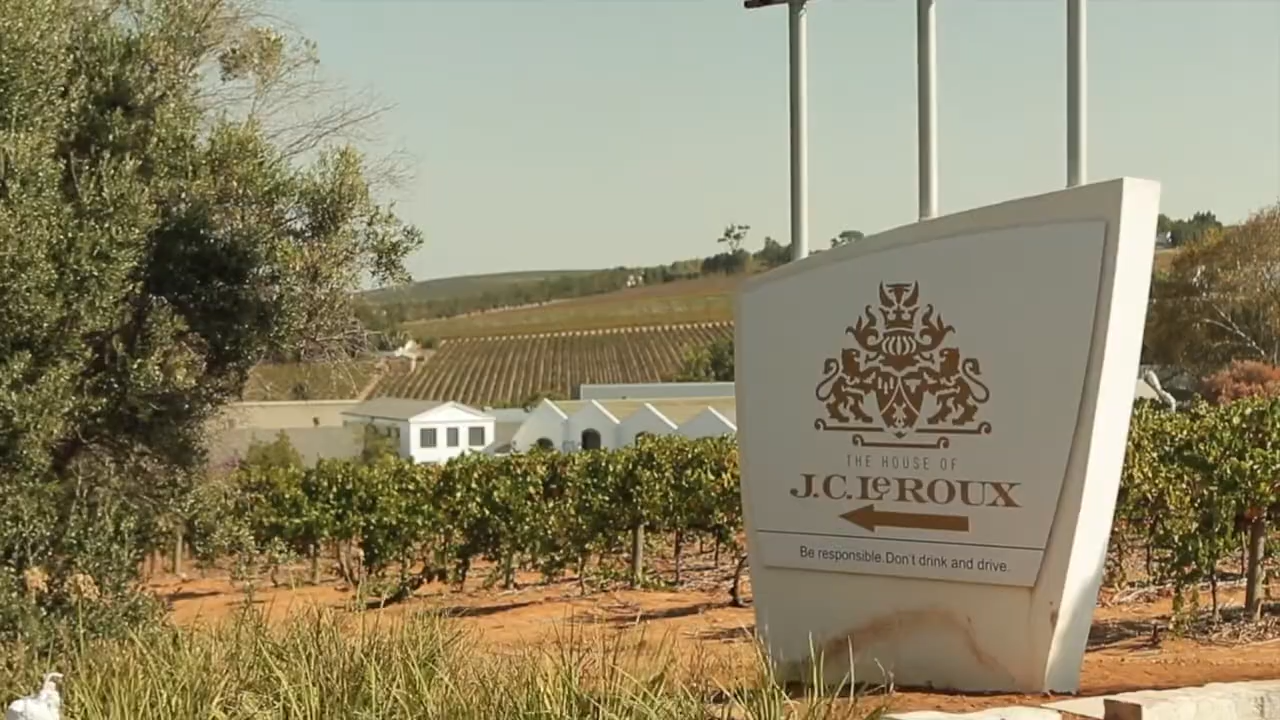 THE HOUSE OF
J.C. Le ROUX
Be responsible.Don't drink and drive.